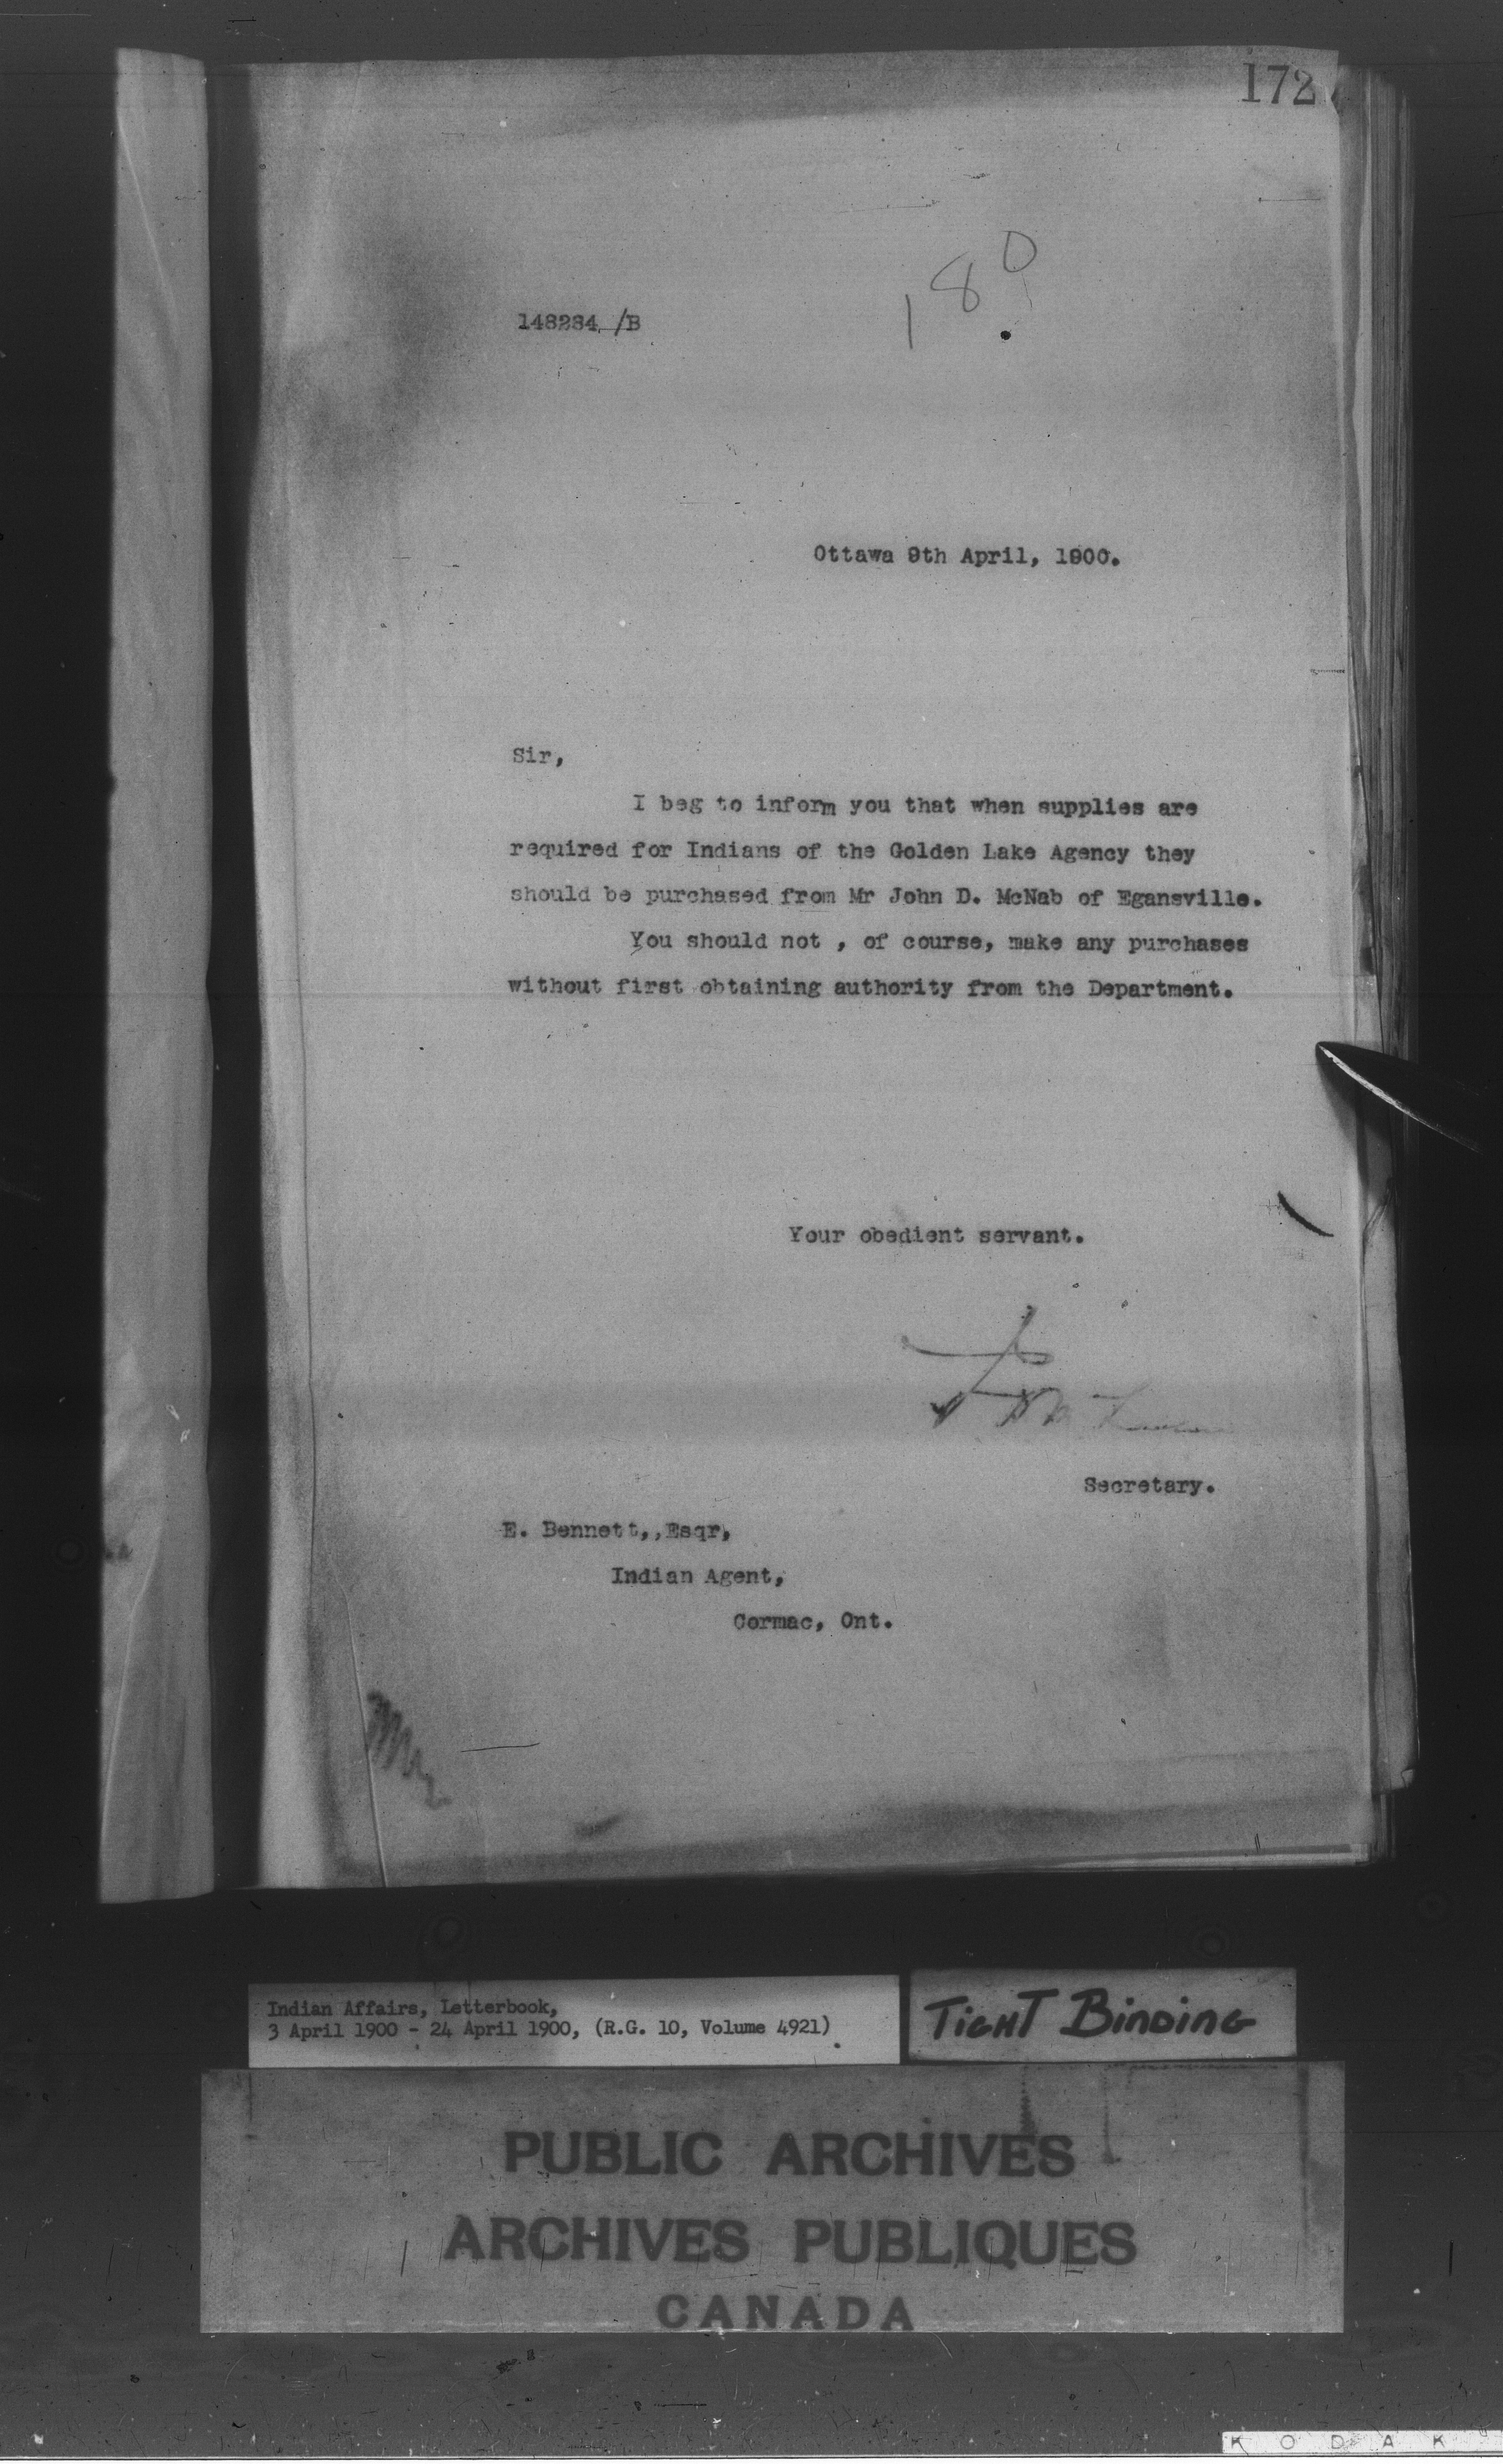 172
180
148284 /B
Ottawa 9th April, 1900.
Sir,
I beg to inform you that when supplies are
required for Indians of the Golden Lake Agency they
should be purchased from Mr John D. McNab of Egansville.
You should not , of course, make any purchases
without first obtaining authority from the Department.
Your obedient servant.
Secretary.
E. Bennett,,Esqr,
Indian Agent,
Cormac, Ont.
Indian Affairs, Letterbook,
3 April 1900 - 24 April 1900, (R.G. 10, Volume 4921)
TIGHT BINDING
PUBLIC ARCHIVES
ARCHIVES PUBLIQUES
CANADA
KODAK